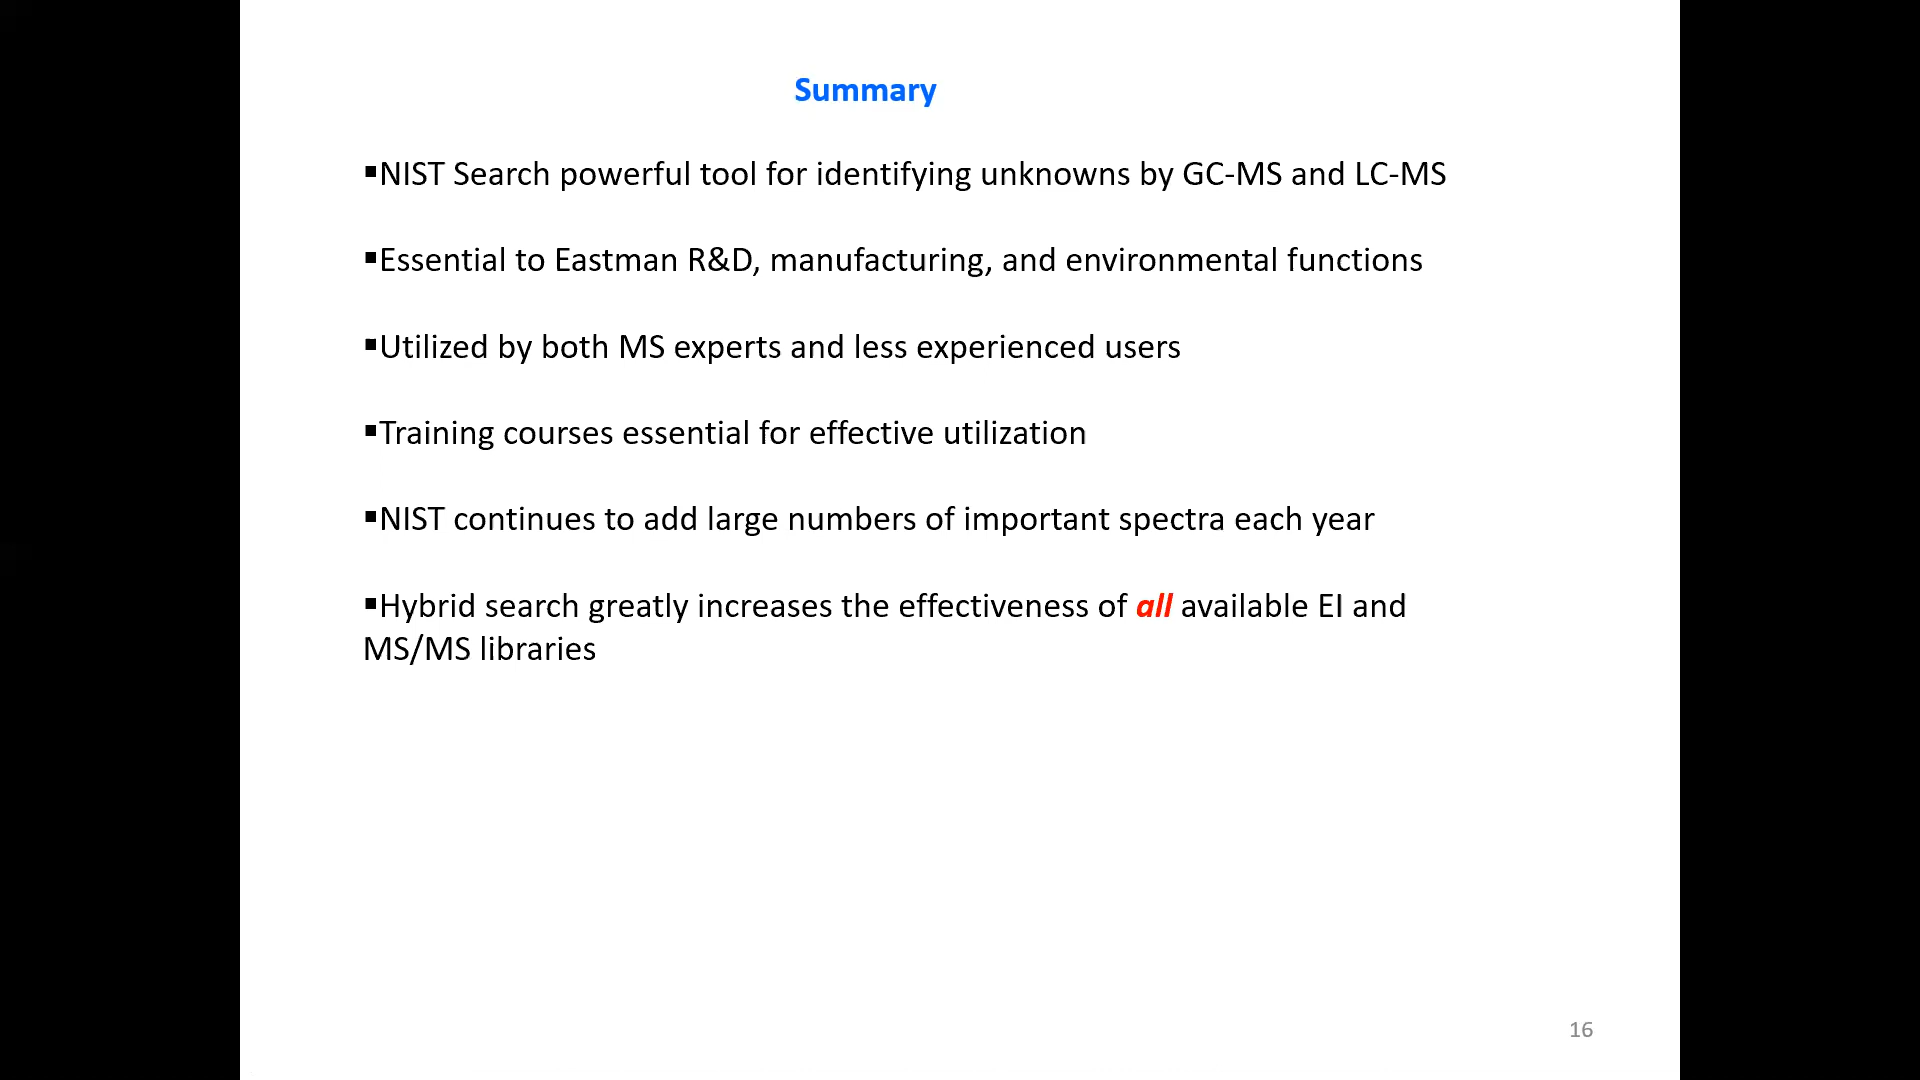 Summary
▪NIST Search powerful tool for identifying unknowns by GC-MS and LC-MS
▪Essential to Eastman R&D, manufacturing, and environmental functions
▪Utilized by both MS experts and less experienced users
▪Training courses essential for effective utilization
▪NIST continues to add large numbers of important spectra each year
▪Hybrid search greatly increases the effectiveness of all available EI and
MS/MS libraries
16